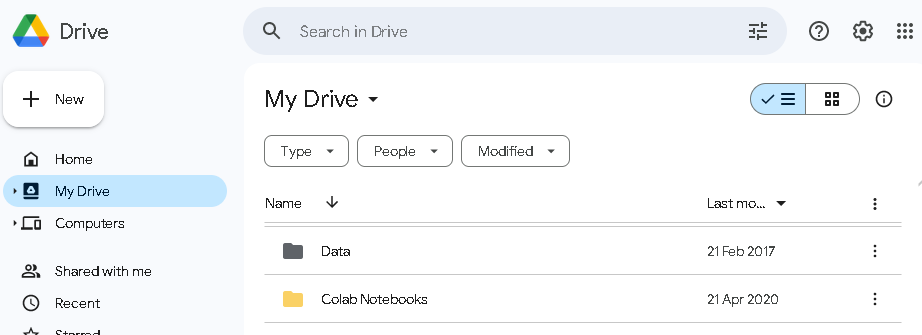 Drive
Search in Drive
New
Home
My Drive
Computers
Shared with me
Recent
Starred
My Drive
Type
People
Modified
Name
Last mo...
Data
21 Feb 2017
Colab Notebooks
21 Apr 2020